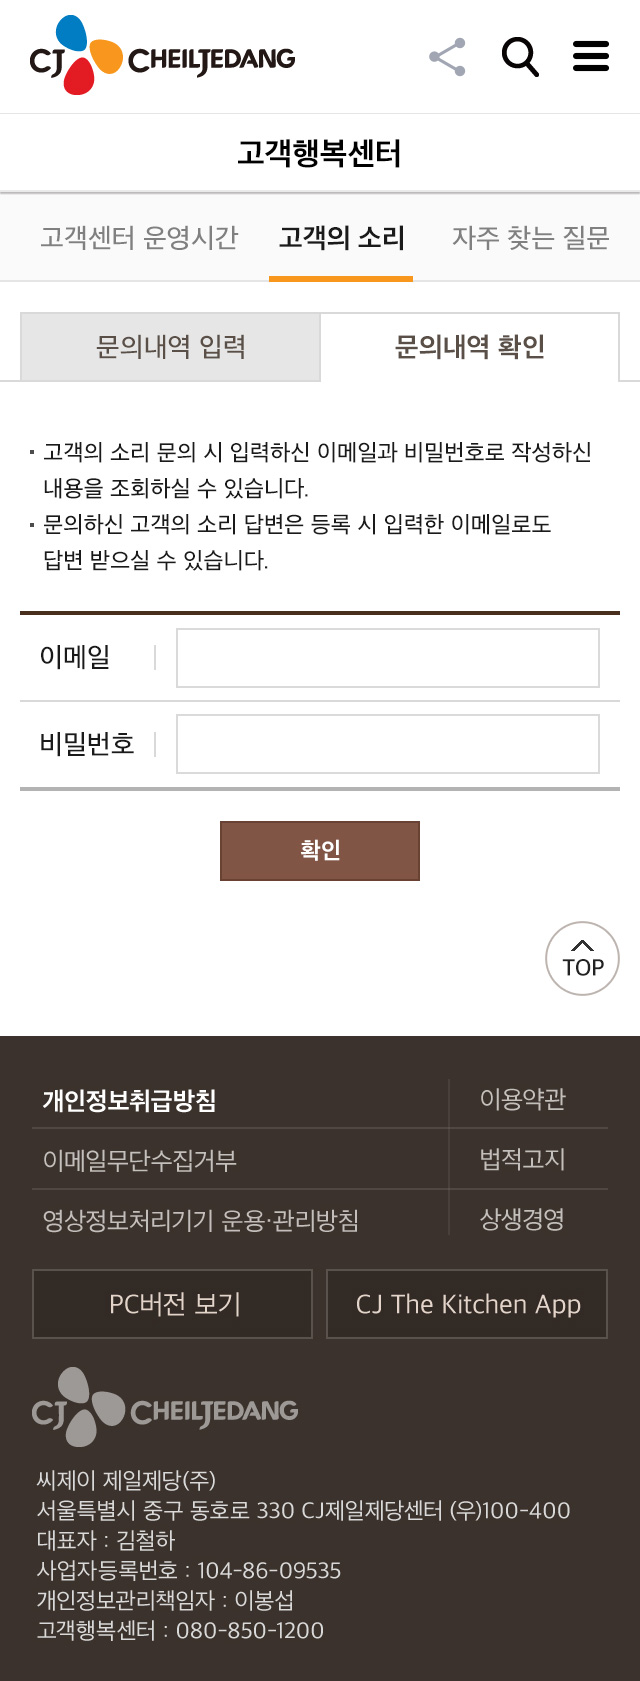 CJ CHEILJEDANG
고객행복센터
고객센터 운영시간 고객의 소리 자주 찾는 질문
문의내역 입력 문의내역 확인
· 고객의 소리 문의 시 입력하신 이메일과 비밀번호로 작성하신
내용을 조회하실 수 있습니다.
· 문의하신 고객의 소리 답변은 등록 시 입력한 이메일로도
답변 받으실 수 있습니다.
이메일
비밀번호
확인
TOP
개인정보취급방침 이용약관
이메일무단수집거부 법적고지
영상정보처리기기 운용·관리방침 상생경영
PC버전 보기 CJ The Kitchen App
CJ CHEILJEDANG
씨제이 제일제당(주)
서울특별시 중구 동호로 330 CJ제일제당센터 (우)100-400
대표자 : 김철하
사업자등록번호 : 104-86-09535
개인정보관리책임자 : 이봉섭
고객행복센터 : 080-850-1200